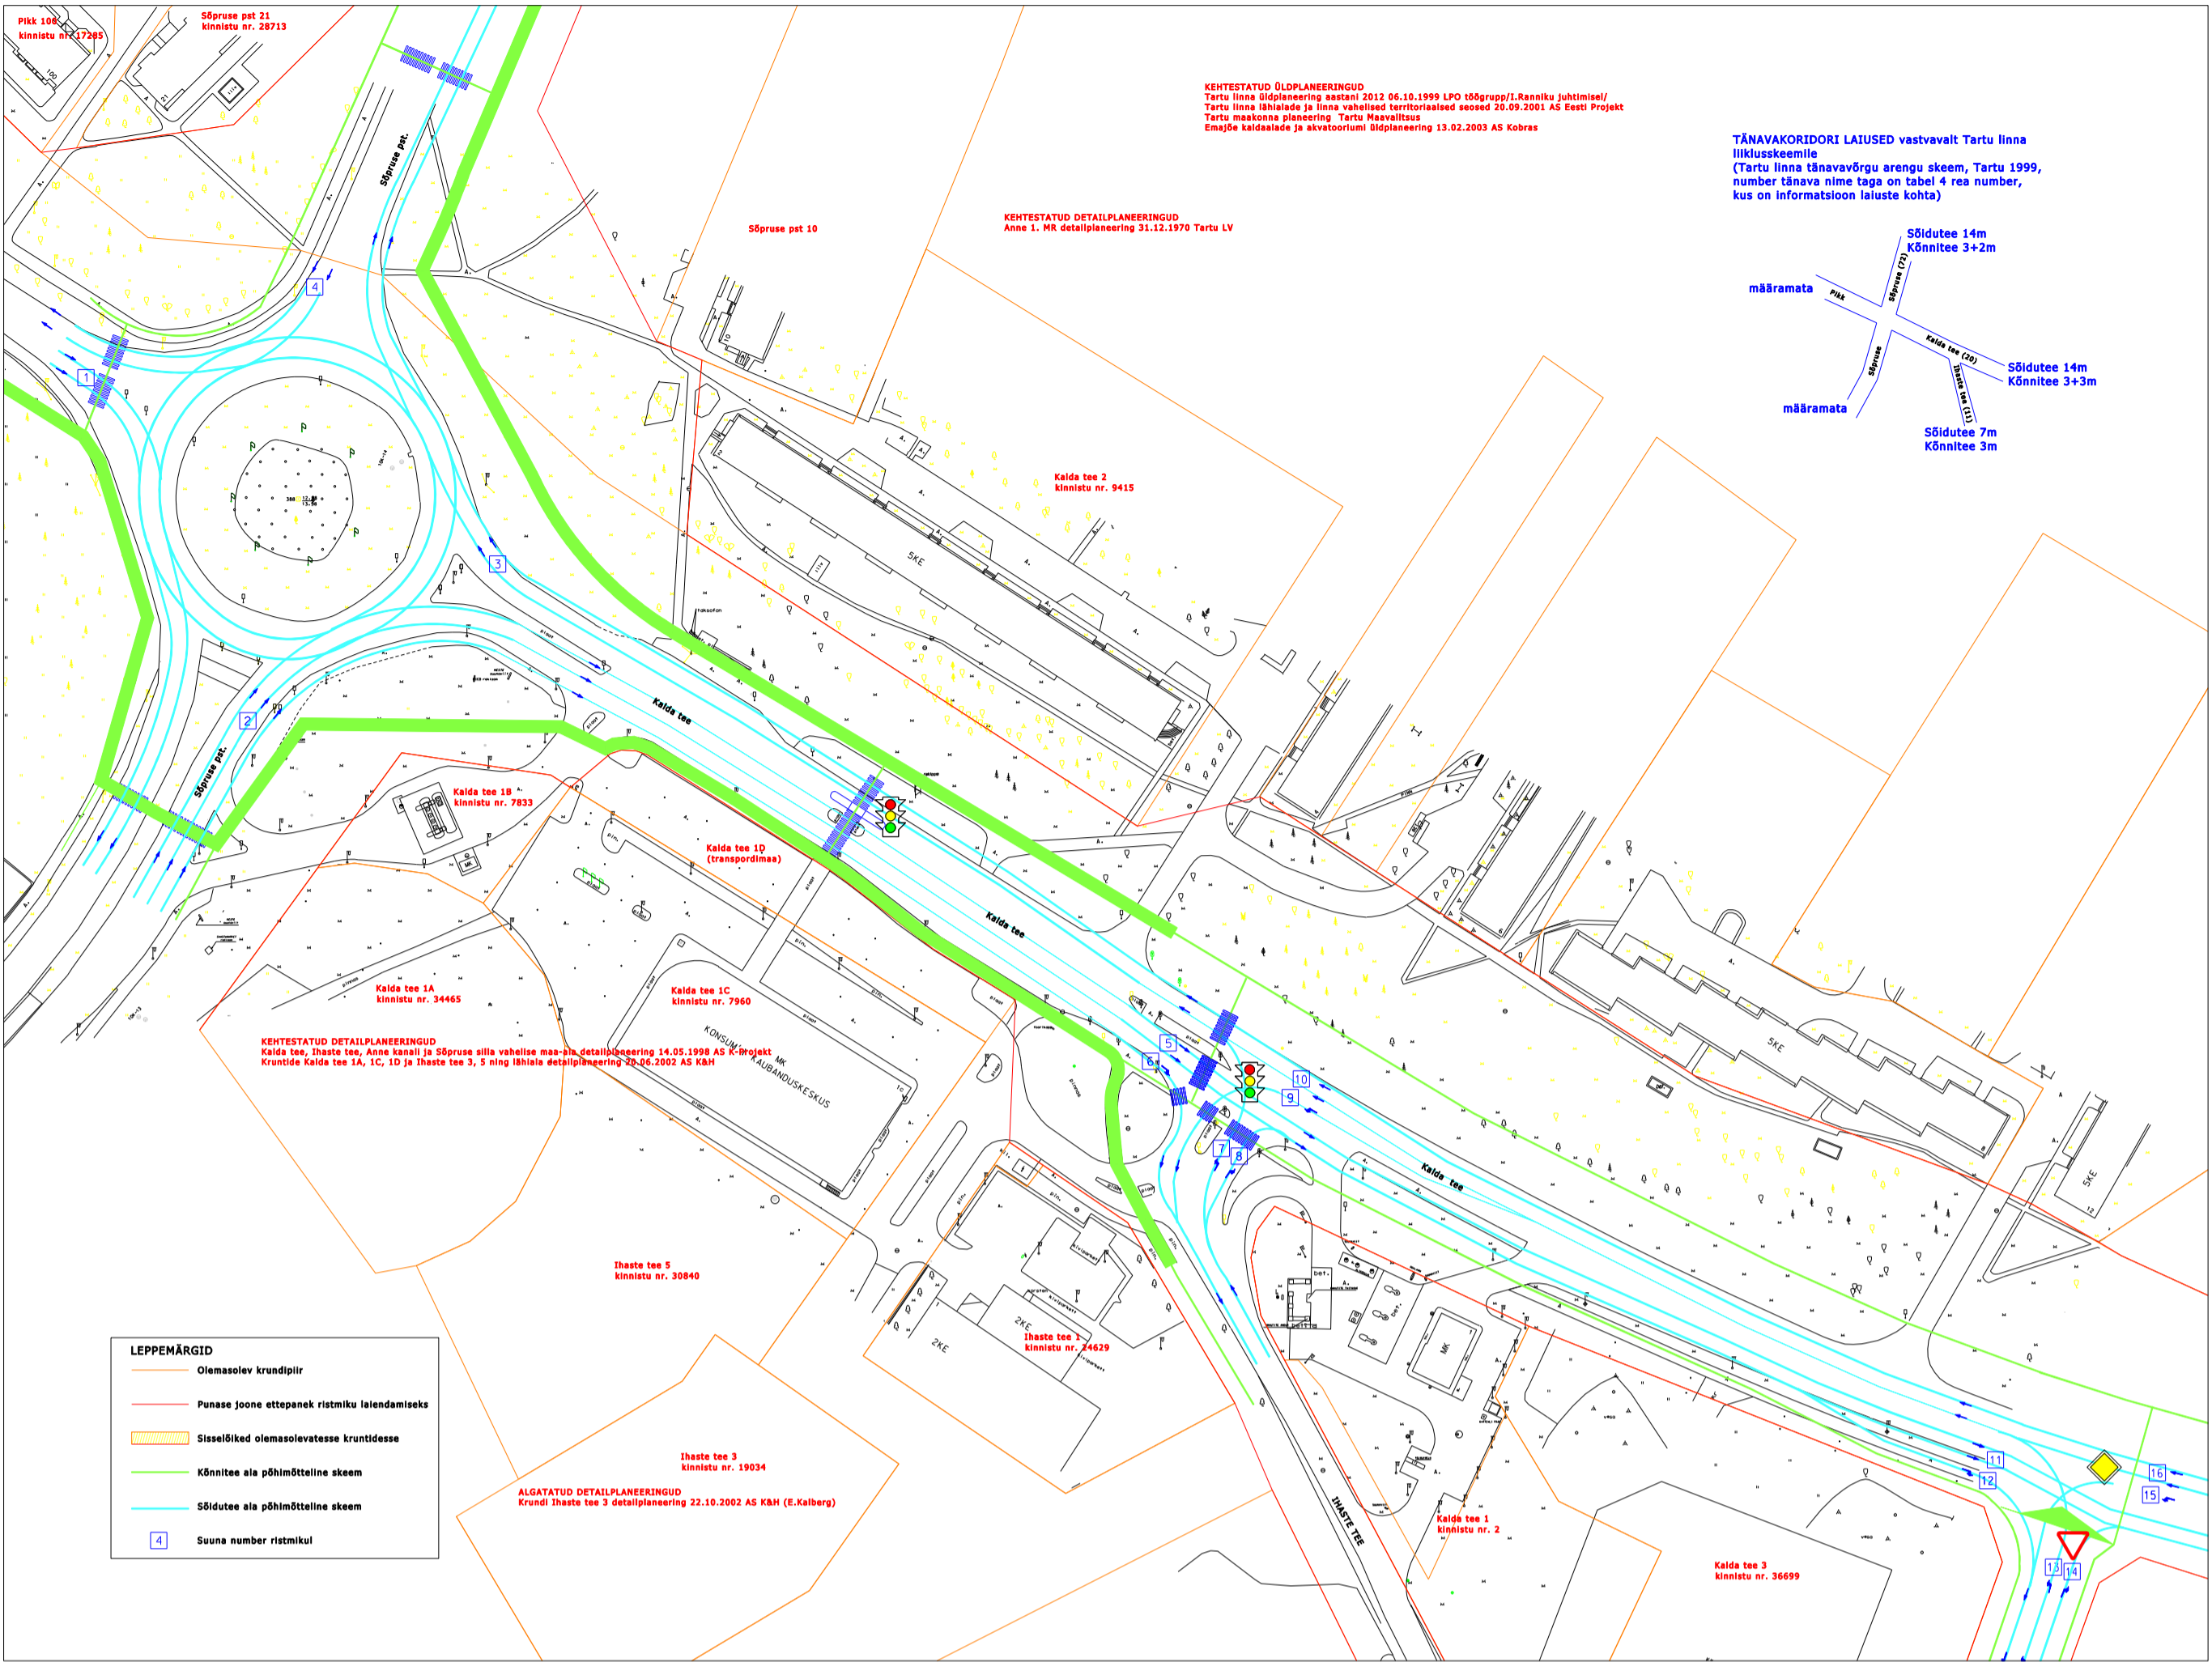 Pikk 106
kinnistu nr. 17285
Sõpruse pst 21
kinnistu nr. 28713
KEHTESTATUD ÜLDPLANEERINGUD
Tartu linna üldplaneering aastani 2012 06.10.1999 LPO töögrupp/I.Ranniku juhtimisel/
Tartu linna lähialade ja linna vahelised territoriaalsed seosed 20.09.2001 AS Eesti Projekt
Tartu maakonna planeering Tartu Maavalitsus
Emajõe kaldaalade ja akvatooriumi üldplaneering 13.02.2003 AS Kobras
TÄNAVAKORIDORI LAIUSED vastvavalt Tartu linna
liiklusskeemile
(Tartu linna tänavavõrgu arengu skeem, Tartu 1999,
number tänava nime taga on tabel 4 rea number,
kus on informatsioon laiuste kohta)
Sõidutee 14m
Kõnnitee 3+2m
määramata
Pikk
Sõpruse (72)
Kalda tee (20)
Sõpruse
Ihaste tee (11)
Sõidutee 14m
Kõnnitee 3+3m
määramata
Sõidutee 7m
Kõnnitee 3m
Sõpruse pst 10
KEHTESTATUD DETAILPLANEERINGUD
Anne 1. MR detailplaneering 31.12.1970 Tartu LV
Sõpruse pst.
100
21
10
4
1
3
2
Kalda tee 2
kinnistu nr. 9415
5KE
taksofon
Kalda tee
Sõpruse pst.
Kalda tee 1B
kinnistu nr. 7833
MK
Kalda tee 1D
(transpordimaa)
Kalda tee
Kalda tee 1A
kinnistu nr. 34465
Kalda tee 1C
kinnistu nr. 7960
KEHTESTATUD DETAILPLANEERINGUD
Kalda tee, Ihaste tee, Anne kanali ja Sõpruse silla vahelise maa-ala detailplaneering 14.05.1998 AS K-Projekt
Kruntide Kalda tee 1A, 1C, 1D ja Ihaste tee 3, 5 ning lähiala detailplaneering 20.06.2002 AS K&H
MK
KONSUMI KAUBANDUSKESKUS
1C
5
6
7
8
9
10
5KE
5KE
12
Kalda tee
Ihaste tee 5
kinnistu nr. 30840
Ihaste tee 1
kinnistu nr. 24629
2KE
2KE
bet.
bet.
MK
Ihaste tee 3
kinnistu nr. 19034
ALGATATUD DETAILPLANEERINGUD
Krundi Ihaste tee 3 detailplaneering 22.10.2002 AS K&H (E.Kalberg)
IHASTE TEE
Kalda tee 1
kinnistu nr. 2
Kalda tee 3
kinnistu nr. 36699
11
12
13
14
15
16
LEPPEMÄRGID
Olemasolev krundipiir
Punase joone ettepanek ristmiku laiendamiseks
Sisselõiked olemasolevatesse kruntidesse
Kõnnitee ala põhimõtteline skeem
Sõidutee ala põhimõtteline skeem
4
Suuna number ristmikul